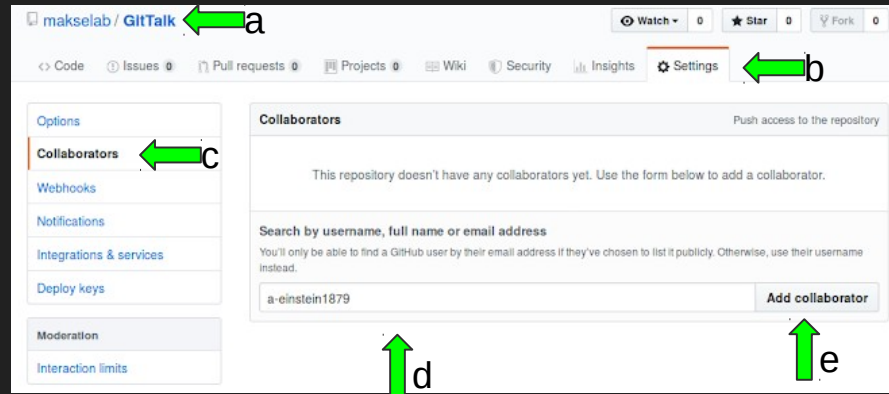 makselab / GitTalk
a
Watch 0 Star 0 Fork 0
Code Issues 0 Pull requests 0 Projects 0 Wiki Security Insights Settings
b
Options
Collaborators
c
Webhooks
Notifications
Integrations & services
Deploy keys
Moderation
Interaction limits
Collaborators Push access to the repository
This repository doesn't have any collaborators yet. Use the form below to add a collaborator.
Search by username, full name or email address
You'll only be able to find a GitHub user by their email address if they've chosen to list it publicly. Otherwise, use their username
instead.
a-einstein1879 Add collaborator
d
e